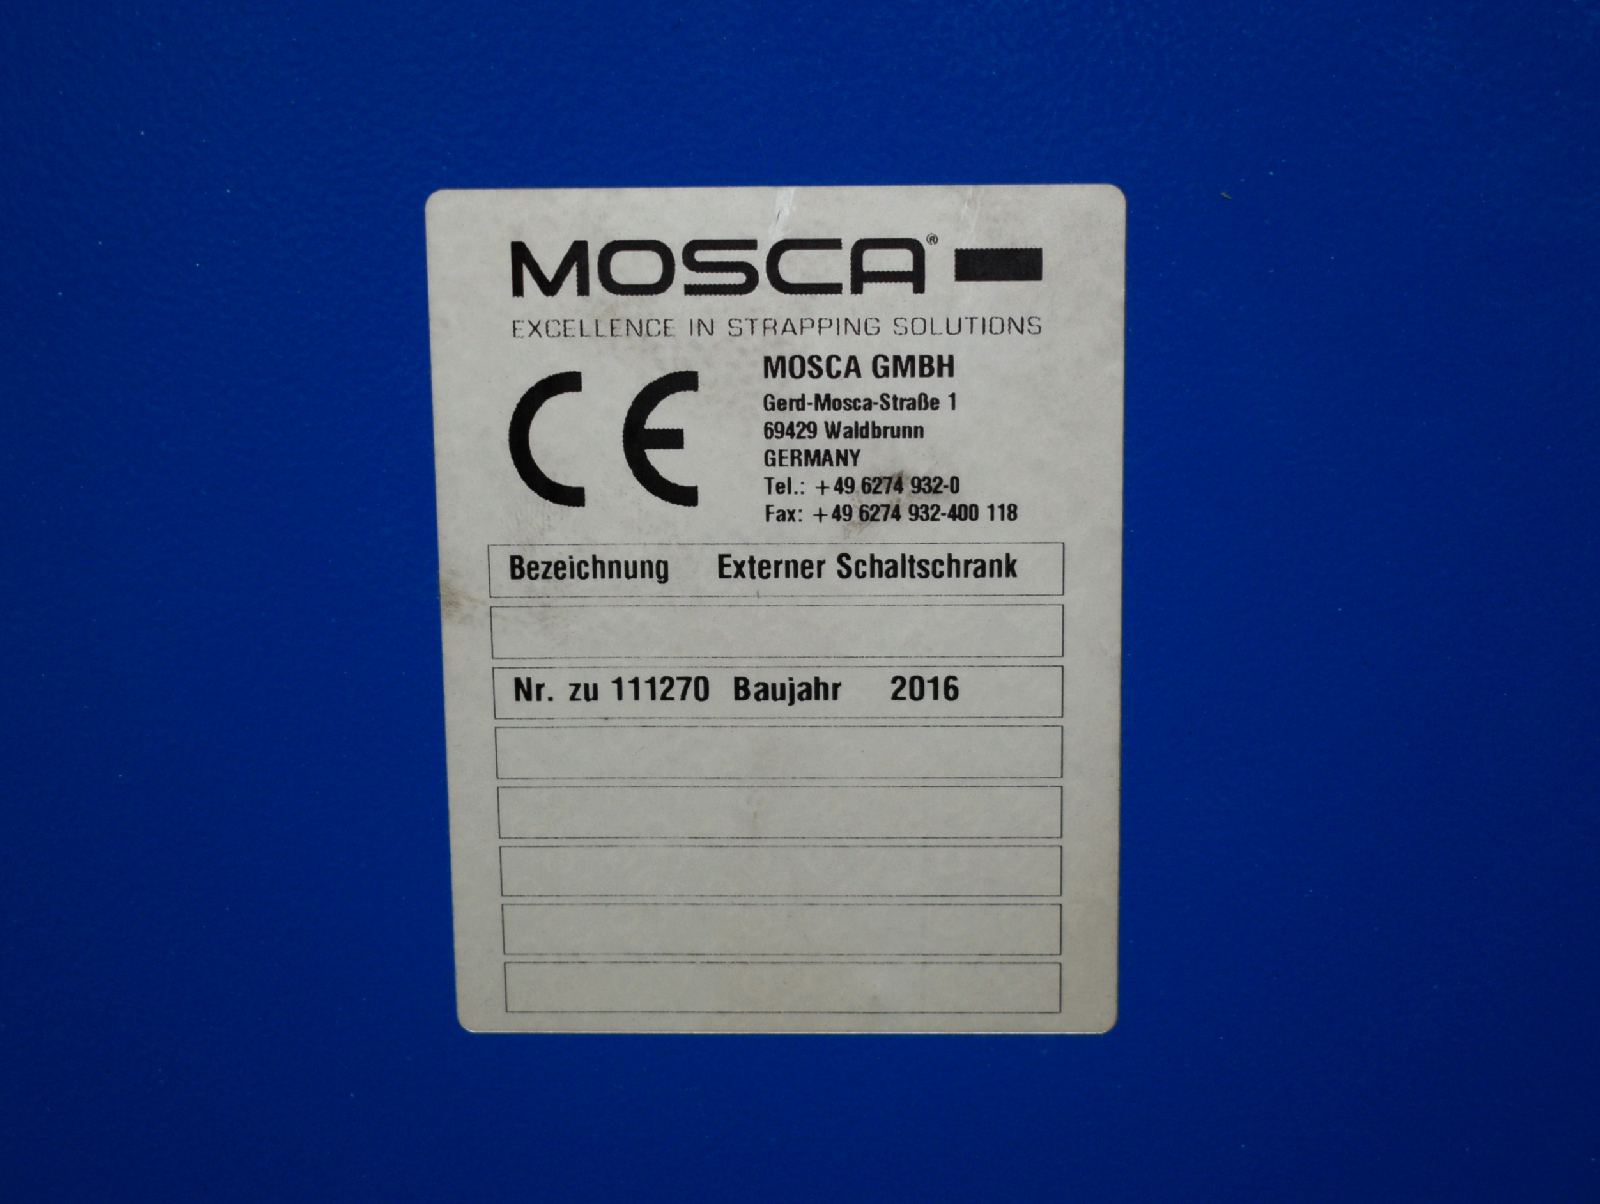 MOSCA®
EXCELLENCE IN STRAPPING SOLUTIONS
CE
MOSCA GMBH
Gerd-Mosca-Straße 1
69429 Waldbrunn
GERMANY
Tel.: +49 6274 932-0
Fax: +49 6274 932-400 118
Bezeichnung Externer Schaltschrank
Nr. zu 111270 Baujahr 2016